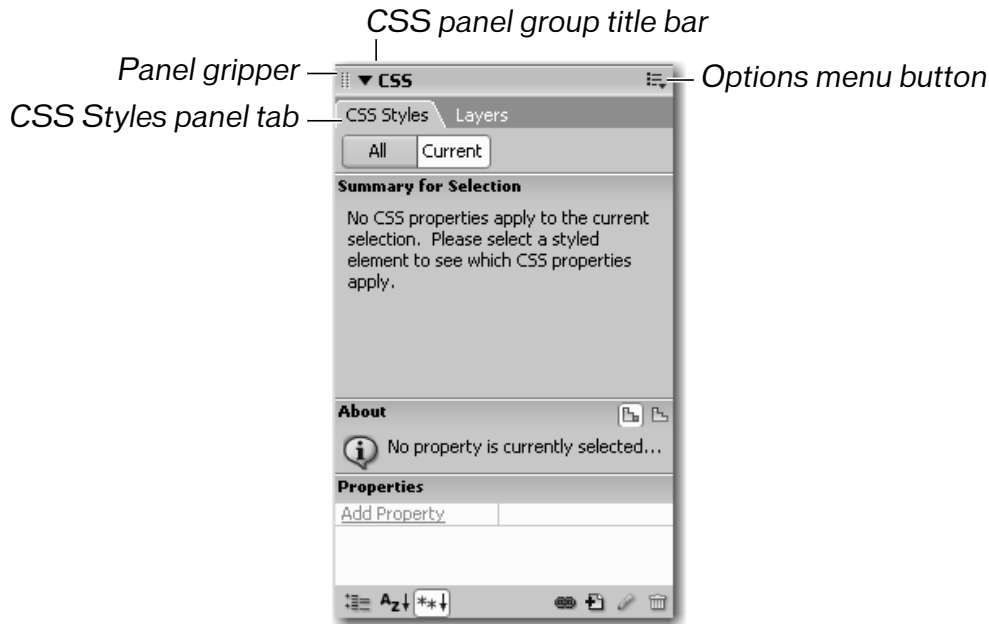 CSS panel group title bar
Panel gripper
CSS
Options menu button
CSS Styles panel tab
CSS Styles
Layers
All
Current
Summary for Selection
No CSS properties apply to the current
selection. Please select a styled
element to see which CSS properties
apply.
About
No property is currently selected...
Properties
Add Property
Az↓
**↓